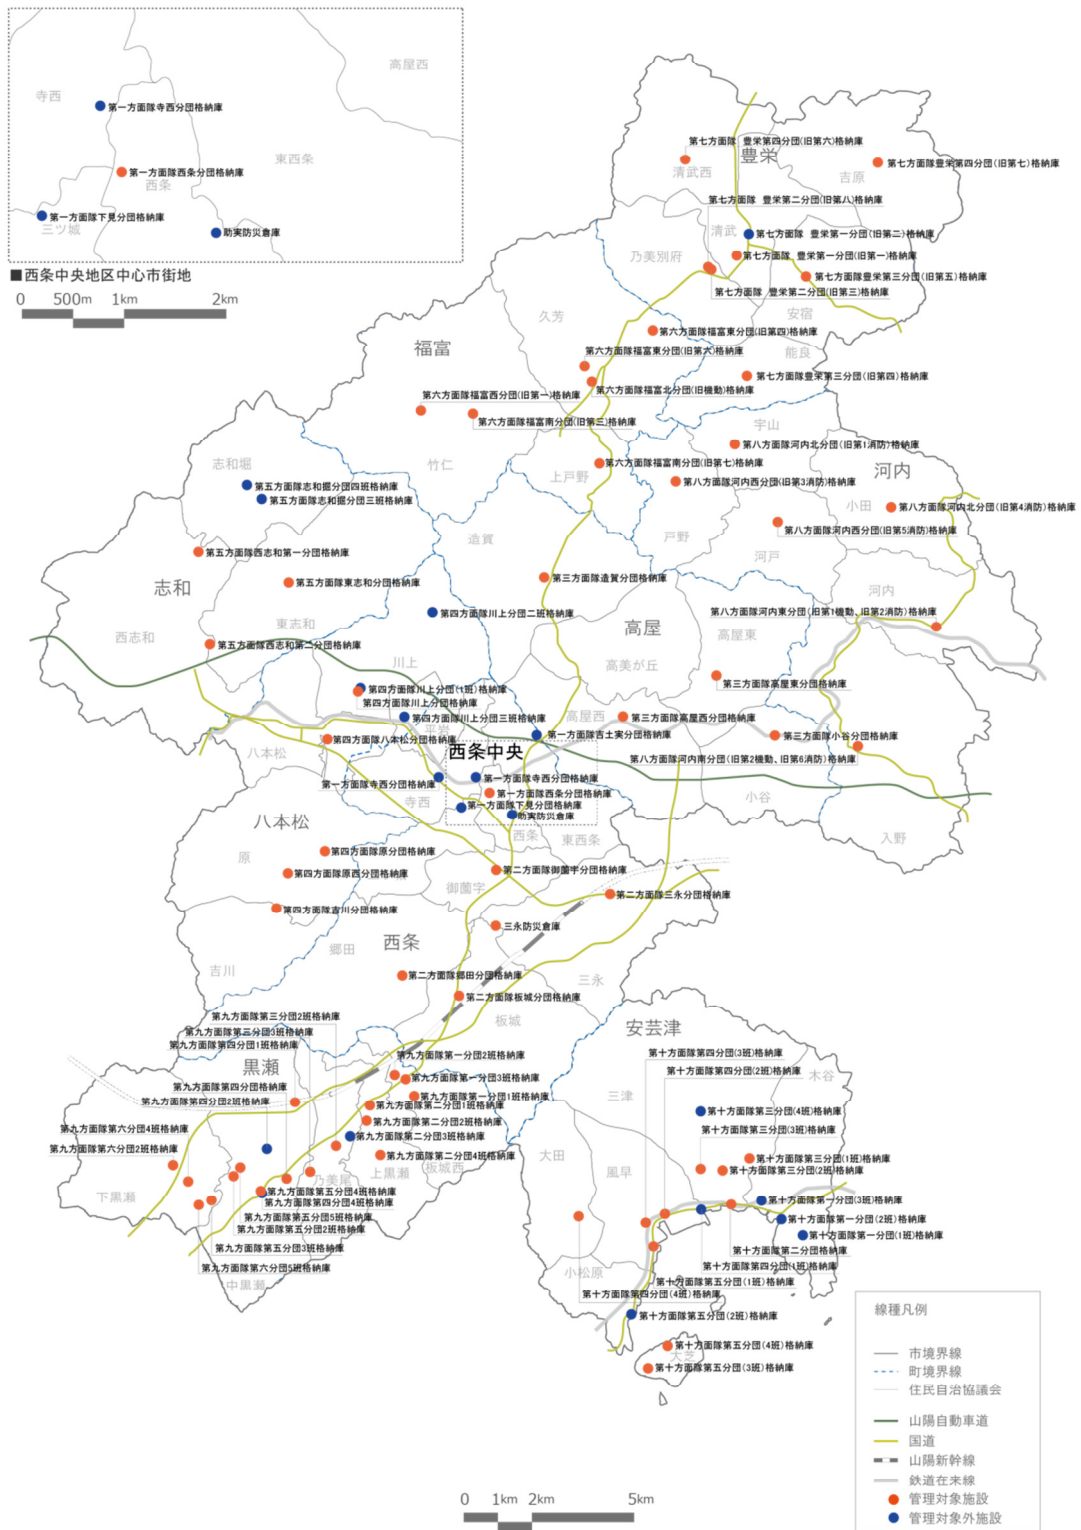 高屋西
寺西
第一方面隊寺西分団格納庫
東西条
第一方面隊西条分団格納庫
西条
第一方面隊下見分団格納庫
三ツ城
助実防災倉庫
■西条中央地区中心市街地
0 500m 1km 2km
第七方面隊 豊栄第四分団(旧第六)格納庫
豊栄
清武西
吉原
第七方面隊豊栄第四分団(旧第七)格納庫
第七方面隊 豊栄第二分団(旧第八)格納庫
清武
第七方面隊 豊栄第一分団(旧第二)格納庫
乃美別府
第七方面隊 豊栄第一分団(旧第一)格納庫
第七方面隊豊栄第三分団(旧第五)格納庫
第七方面隊 豊栄第二分団(旧第三)格納庫
安宿
久芳
第六方面隊福富東分団(旧第四)格納庫
福富
第六方面隊福富東分団(旧第六)格納庫
能良
第七方面隊豊栄第三分団(旧第四)格納庫
第六方面隊福富西分団(旧第一)格納庫
第六方面隊福富北分団(旧機動)格納庫
第六方面隊福富南分団(旧第三)格納庫
宇山
第八方面隊河内北分団(旧第1消防)格納庫
志和堀
竹仁
第六方面隊福富南分団(旧第七)格納庫
河内
上戸野
第八方面隊河内西分団(旧第3消防)格納庫
第五方面隊志和掘分団四班格納庫
第五方面隊志和掘分団三班格納庫
小田
第八方面隊河内北分団(旧第4消防)格納庫
第八方面隊河内西分団(旧第5消防)格納庫
造賀
戸野
第五方面隊西志和第一分団格納庫
河戸
志和
第五方面隊東志和分団格納庫
第三方面隊造賀分団格納庫
河内
第四方面隊川上分団二班格納庫
第八方面隊河内東分団(旧第1機動、旧第2消防)格納庫
東志和
高屋
高屋東
西志和
第五方面隊西志和第二分団格納庫
川上
高美が丘
第三方面隊高屋東分団格納庫
第四方面隊川上分団(1班)格納庫
第四方面隊川上分団格納庫
第四方面隊川上分団三班格納庫
高屋西
第三方面隊高屋西分団格納庫
平岩
第四方面隊八本松分団格納庫
第一方面隊吉土実分団格納庫
第三方面隊小谷分団格納庫
八本松
西条中央
第八方面隊河内南分団(旧第2機動、旧第6消防)格納庫
第一方面隊寺西分団格納庫
第一方面隊寺西分団格納庫
第一方面隊西条分団格納庫
寺西
第一方面隊下見分団格納庫
助実防災倉庫
小谷
八本松
西条
東西条
入野
原
第四方面隊原分団格納庫
第四方面隊原西分団格納庫
第二方面隊御薗宇分団格納庫
御薗宇
第二方面隊三永分団格納庫
第四方面隊吉川分団格納庫
三永防災倉庫
西条
郷田
吉川
第二方面隊郷田分団格納庫
三永
第二方面隊板城分団格納庫
板城
第九方面隊第三分団2班格納庫
第九方面隊第三分団3班格納庫
第九方面隊第四分団1班格納庫
安芸津
黒瀬
第九方面隊第一分団2班格納庫
第十方面隊第四分団(3班)格納庫
第九方面隊第一分団3班格納庫
第十方面隊第四分団(2班)格納庫
木谷
第九方面隊第四分団格納庫
第九方面隊第一分団1班格納庫
三津
第九方面隊第四分団2班格納庫
第九方面隊第二分団1班格納庫
第十方面隊第三分団(4班)格納庫
第九方面隊第二分団2班格納庫
第九方面隊第六分団4班格納庫
第十方面隊第三分団(3班)格納庫
第九方面隊第二分団3班格納庫
第九方面隊第六分団2班格納庫
第九方面隊第二分団4班格納庫
大田
第十方面隊第三分団(1班)格納庫
第十方面隊第三分団(2班)格納庫
風早
上黒瀬
板城西
乃美尾
下黒瀬
第九方面隊第五分団4班格納庫
第九方面隊第四分団4班格納庫
第十方面隊第一分団(3班)格納庫
第九方面隊第五分団5班格納庫
第十方面隊第一分団(2班)格納庫
第九方面隊第五分団2班格納庫
第十方面隊第一分団(1班)格納庫
第九方面隊第五分団3班格納庫
第十方面隊第二分団格納庫
第九方面隊第六分団5班格納庫
第十方面隊第四分団(1班)格納庫
中黒瀬
小松原
第十方面隊第五分団(1班)格納庫
第十方面隊第四分団(4班)格納庫
第十方面隊第五分団(2班)格納庫
第十方面隊第五分団(4班)格納庫
大芝
第十方面隊第五分団(3班)格納庫
線種凡例
市境界線
町境界線
住民自治協議会
山陽自動車道
国道
山陽新幹線
鉄道在来線
管理対象施設
管理対象外施設
0 1km 2km 5km